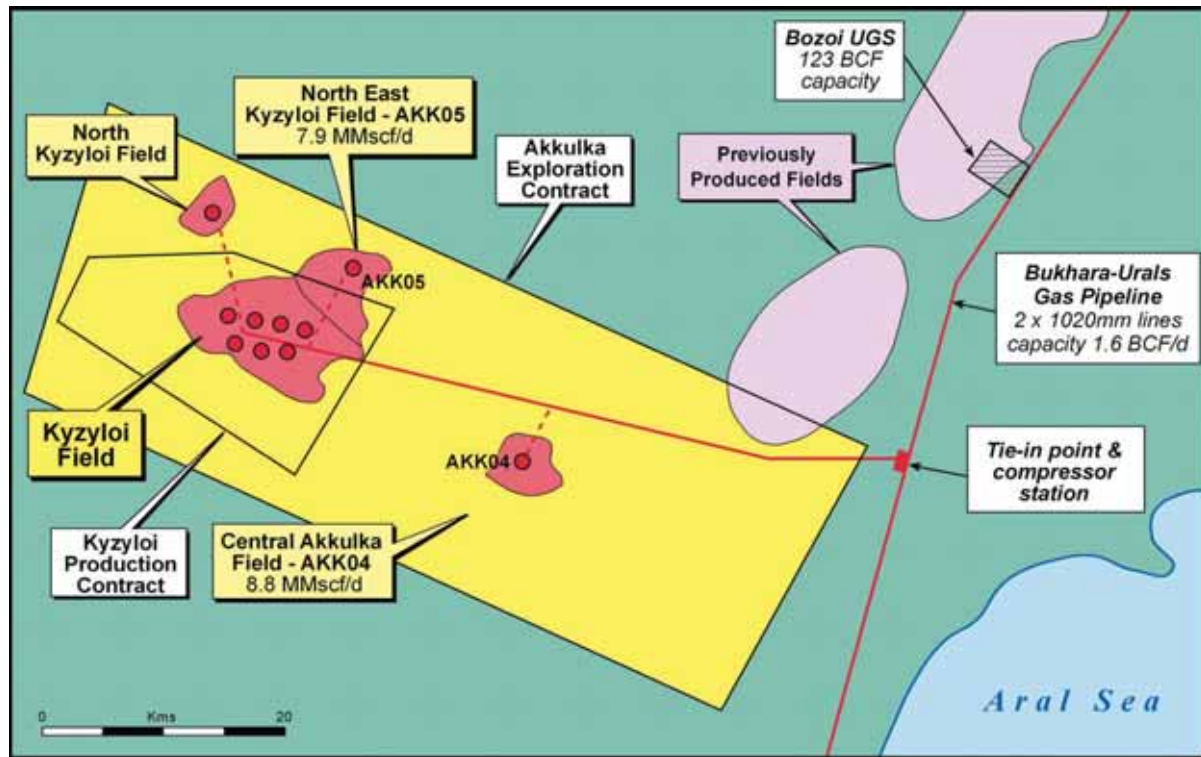 Bozoi UGS
123 BCF
capacity
North East
Kyzyloi Field - AKK05
7.9 MMscf/d
North
Kyzyloi Field
Akkulka
Exploration
Contract
Previously
Produced Fields
AKK05
Bukhara-Urals
Gas Pipeline
2 x 1020mm lines
capacity 1.6 BCF/d
Kyzyloi
Field
AKK04
Tie-in point &
compressor
station
Kyzyloi
Production
Contract
Central Akkulka
Field - AKK04
8.8 MMscf/d
Aral Sea
0 Kms 20